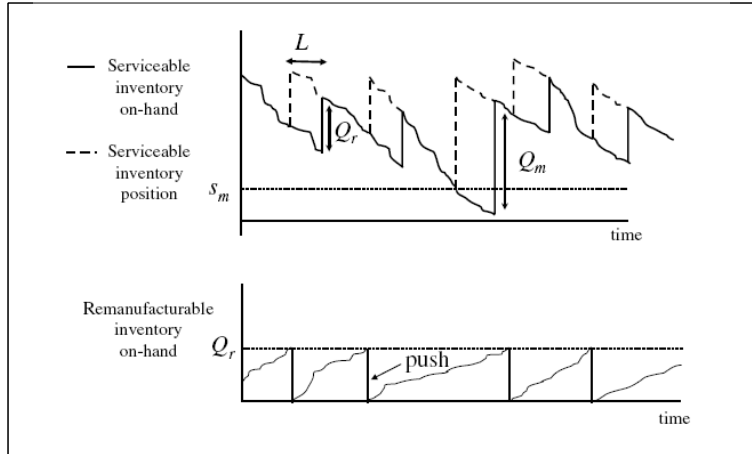 L
Serviceable
inventory
on-hand
Q_r
Serviceable
inventory
position
Q_m
s_m
time
Remanufacturable
inventory
on-hand
Q_r
push
time